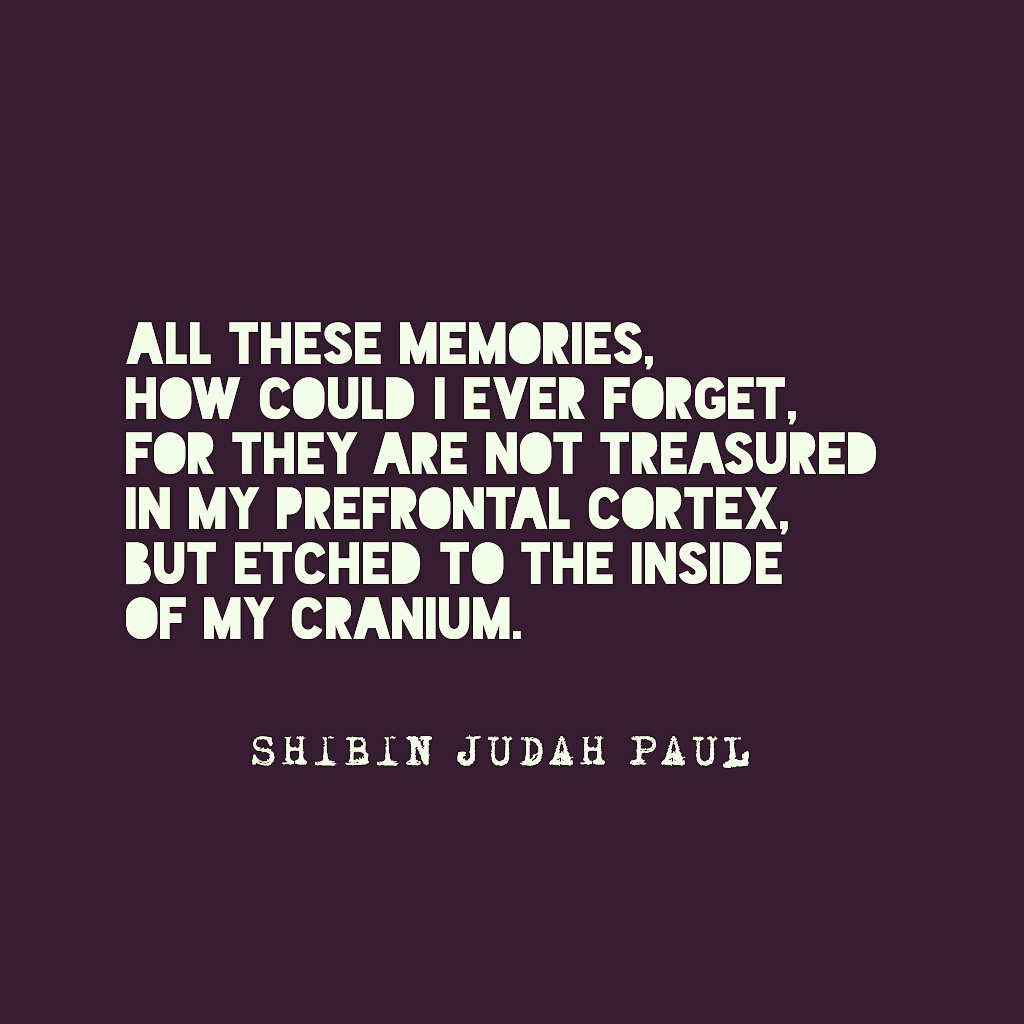 ALL THESE MEMORIES,
HOW COULD I EVER FORGET,
FOR THEY ARE NOT TREASURED
IN MY PREFRONTAL CORTEX,
BUT ETCHED TO THE INSIDE
OF MY CRANIUM.
SHIBIN JUDAH PAUL